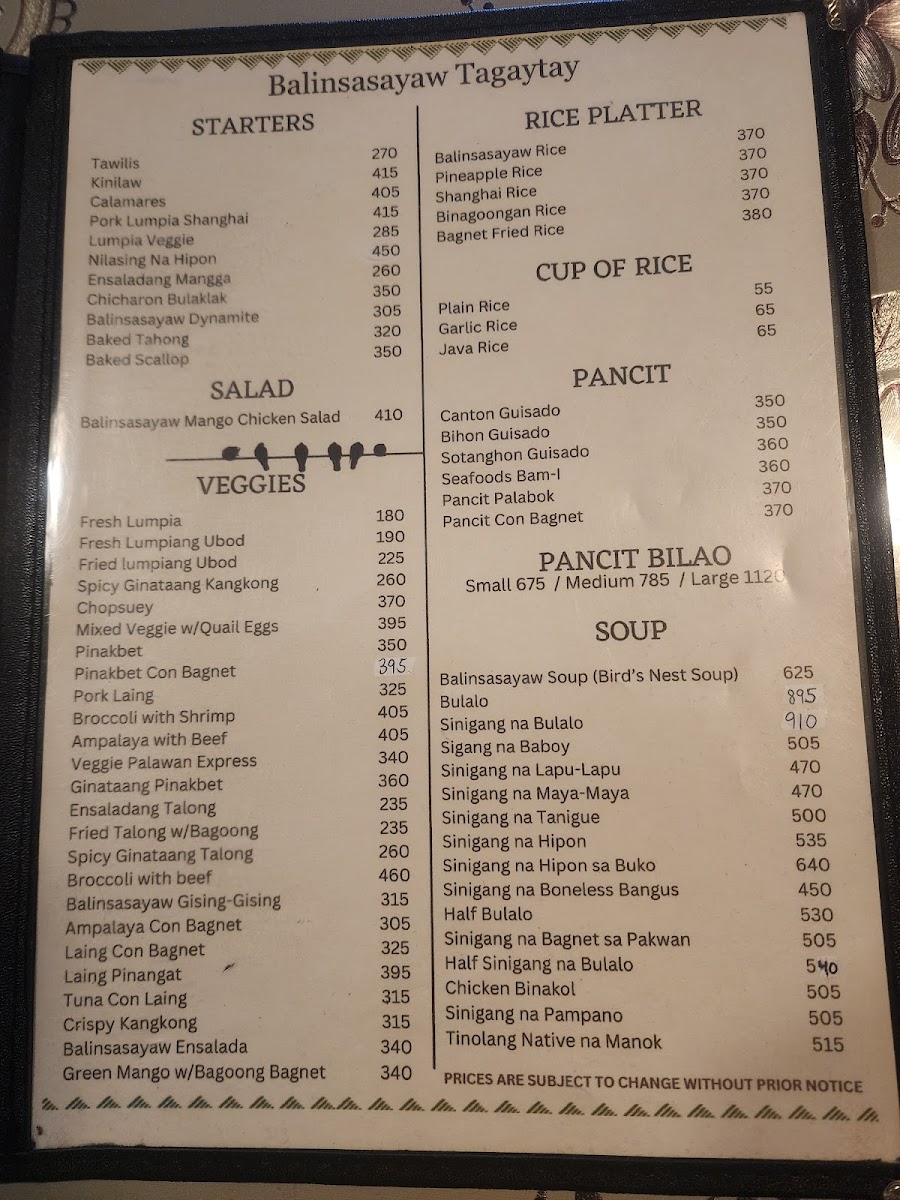 Balinsasayaw Tagaytay
STARTERS
Tawilis 270
Kinilaw 415
Calamares 405
Pork Lumpia Shanghai 415
Lumpia Veggie 285
Nilasing Na Hipon 450
Ensaladang Mangga 260
Chicharon Bulaklak 350
Balinsasayaw Dynamite 305
Baked Tahong 320
Baked Scallop 350
SALAD
Balinsasayaw Mango Chicken Salad 410
VEGGIES
Fresh Lumpia 180
Fresh Lumpiang Ubod 190
Fried lumpiang Ubod 225
Spicy Ginataang Kangkong 260
Chopsuey 370
Mixed Veggie w/Quail Eggs 395
Pinakbet 350
Pinakbet Con Bagnet 395
Pork Laing 325
Broccoli with Shrimp 405
Ampalaya with Beef 405
Veggie Palawan Express 340
Ginataang Pinakbet 360
Ensaladang Talong 235
Fried Talong w/Bagoong 235
Spicy Ginataang Talong 260
Broccoli with beef 460
Balinsasayaw Gising-Gising 315
Ampalaya Con Bagnet 305
Laing Con Bagnet 325
Laing Pinangat 395
Tuna Con Laing 315
Crispy Kangkong 315
Balinsasayaw Ensalada 340
Green Mango w/Bagoong Bagnet 340
RICE PLATTER
Balinsasayaw Rice 370
Pineapple Rice 370
Shanghai Rice 370
Binagoongan Rice 370
Bagnet Fried Rice 380
CUP OF RICE
Plain Rice 55
Garlic Rice 65
Java Rice 65
PANCIT
Canton Guisado 350
Bihon Guisado 350
Sotanghon Guisado 360
Seafoods Bam-I 360
Pancit Palabok 370
Pancit Con Bagnet 370
PANCIT BILAO
Small 675 / Medium 785 / Large 1120
SOUP
Balinsasayaw Soup (Bird's Nest Soup) 625
Bulalo 895
Sinigang na Bulalo 910
Sigang na Baboy 505
Sinigang na Lapu-Lapu 470
Sinigang na Maya-Maya 470
Sinigang na Tanigue 500
Sinigang na Hipon 535
Sinigang na Hipon sa Buko 640
Sinigang na Boneless Bangus 450
Half Bulalo 530
Sinigang na Bagnet sa Pakwan 505
Half Sinigang na Bulalo 540
Chicken Binakol 505
Sinigang na Pampano 505
Tinolang Native na Manok 515
PRICES ARE SUBJECT TO CHANGE WITHOUT PRIOR NOTICE